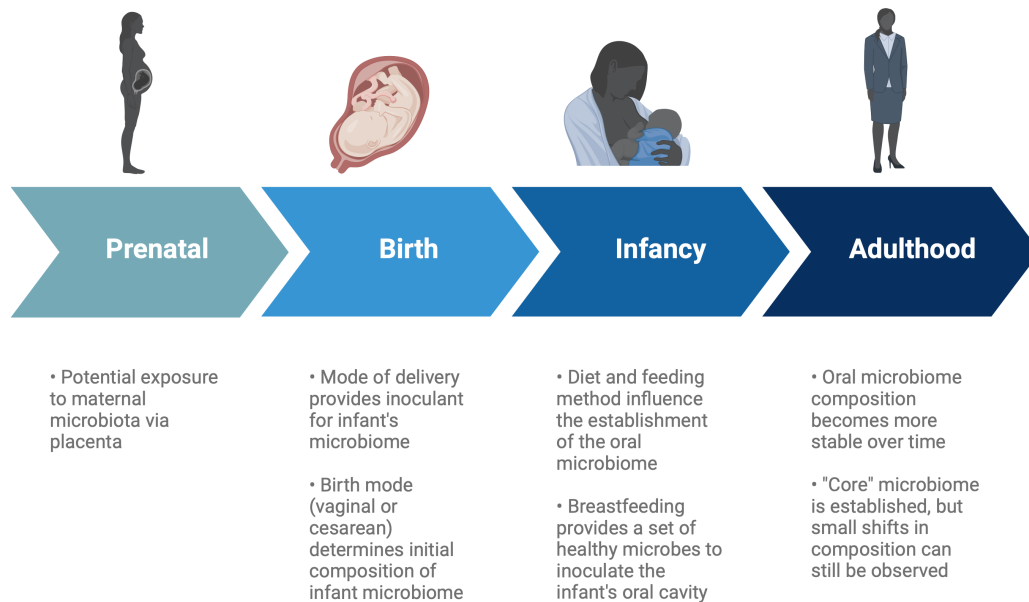 Prenatal
Birth
Infancy
Adulthood
• Potential exposure
to maternal
microbiota via
placenta
• Mode of delivery
provides inoculant
for infant's
microbiome
• Birth mode
(vaginal or
cesarean)
determines initial
composition of
infant microbiome
• Diet and feeding
method influence
the establishment
of the oral
microbiome
• Breastfeeding
provides a set of
healthy microbes to
inoculate the
infant's oral cavity
• Oral microbiome
composition
becomes more
stable over time
• "Core" microbiome
is established, but
small shifts in
composition can
still be observed